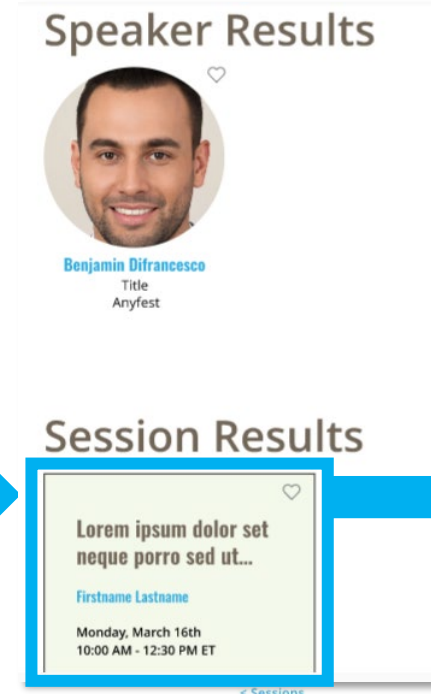 Speaker Results
Benjamin Difrancesco
Title
Anyfest
Session Results
Lorem ipsum dolor set
neque porro sed ut...
Firstname Lastname
Monday, March 16th
10:00 AM - 12:30 PM ET
< Sessions